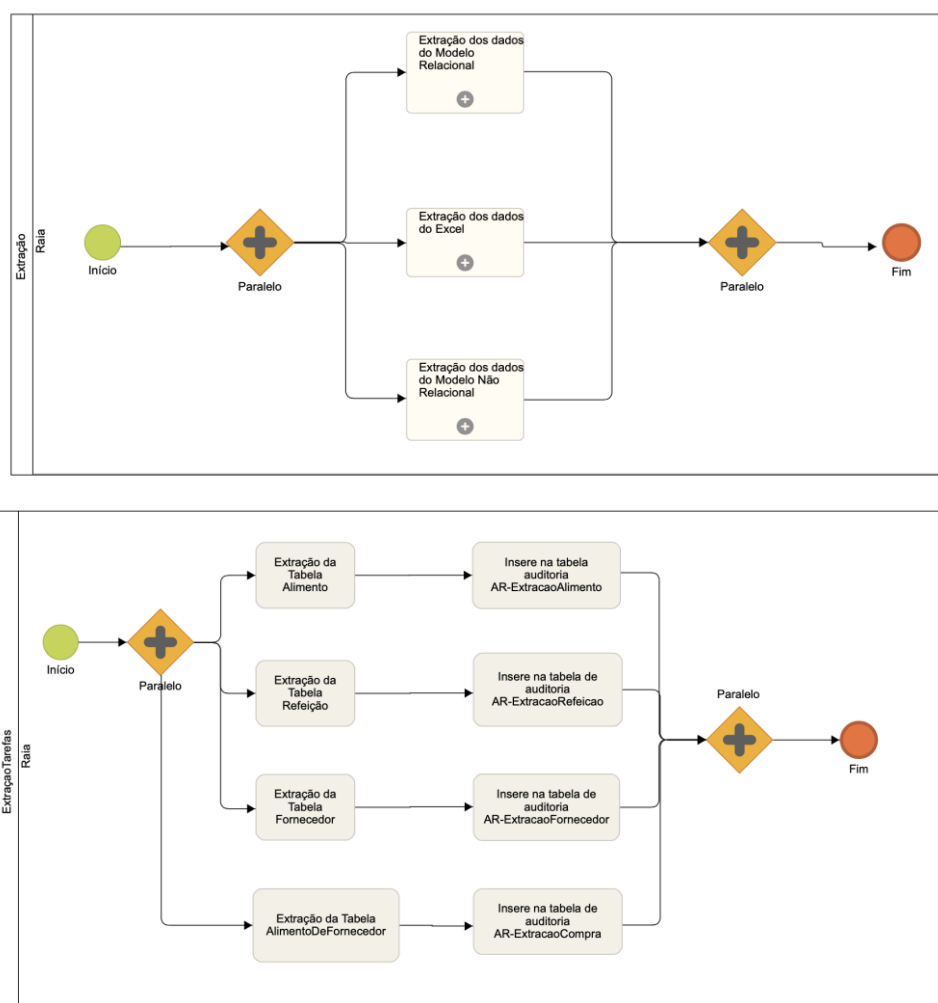 Extração
Raia
Início
Paralelo
Extração dos dados
do Modelo
Relacional
Extração dos dados
do Excel
Extração dos dados
do Modelo Não
Relacional
Paralelo
Fim
ExtraçaoTarefas
Raia
Início
Paralelo
Extração da
Tabela
Alimento
Insere na tabela
auditoria
AR-ExtracaoAlimento
Extração da
Tabela
Refeição
Insere na tabela de
auditoria
AR-ExtracaoRefeicao
Extração da
Tabela
Fornecedor
Insere na tabela de
auditoria
AR-ExtracaoFornecedor
Extração da Tabela
AlimentoDeFornecedor
Insere na tabela de
auditoria
AR-ExtracaoCompra
Paralelo
Fim